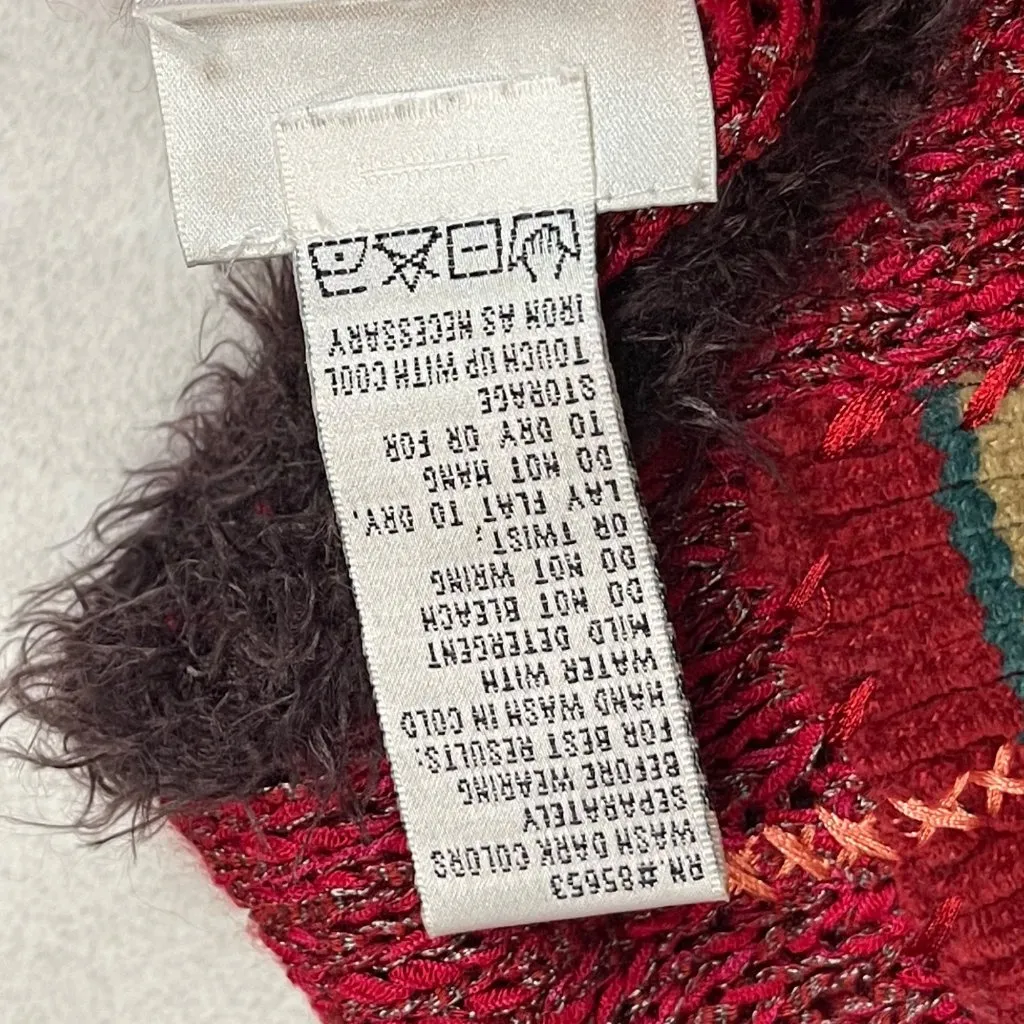 RN #85653
WASH DARK COLORS
SEPARATELY
BEFORE WEARING
FOR BEST RESULTS.
HAND WASH IN COLD
WATER WITH
MILD DETERGENT
DO NOT BLEACH
DO NOT WRING
OR TWIST.
LAY FLAT TO DRY.
DO NOT HANG
TO DRY OR FOR
STORAGE
TOUCH UP WITH COOL
IRON AS NECESSARY